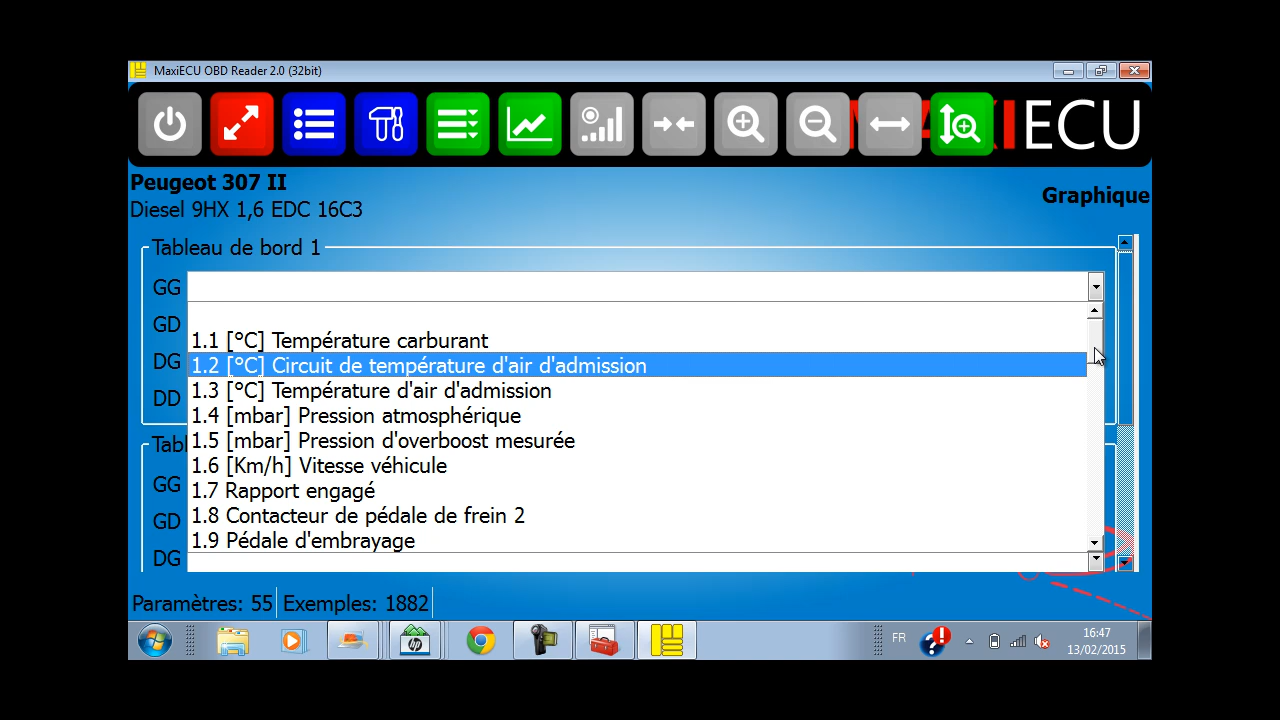 MaxiECU OBD Reader 2.0 (32bit)
ECU
Peugeot 307 II
Diesel 9HX 1,6 EDC 16C3
Graphique
Tableau de bord 1
GG
GD
1.1 [°C] Température carburant
DG
1.2 [°C] Circuit de température d'air d'admission
1.3 [°C] Température d'air d'admission
DD
1.4 [mbar] Pression atmosphérique
1.5 [mbar] Pression d'overboost mesurée
1.6 [Km/h] Vitesse véhicule
GG
1.7 Rapport engagé
GD
1.8 Contacteur de pédale de frein 2
1.9 Pédale d'embrayage
DG
Paramètres: 55
Exemples: 1882
hp
FR
16:47
13/02/2015